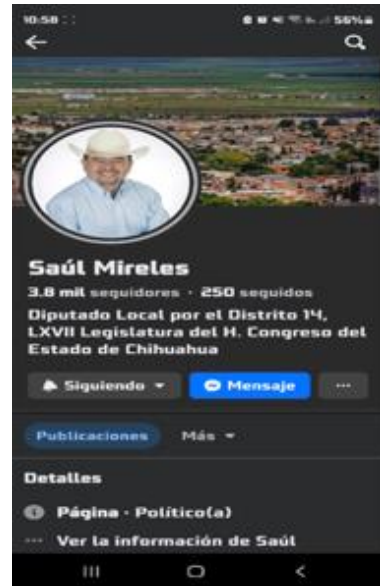 10:58
56%
Saúl Mireles
3.8 mil seguidores · 250 seguidos
Diputado Local por el Distrito 14,
LXVII Legislatura del H. Congreso del
Estado de Chihuahua
Siguiendo
Mensaje
Publicaciones Más
Detalles
Página · Político(a)
Ver la información de Saúl